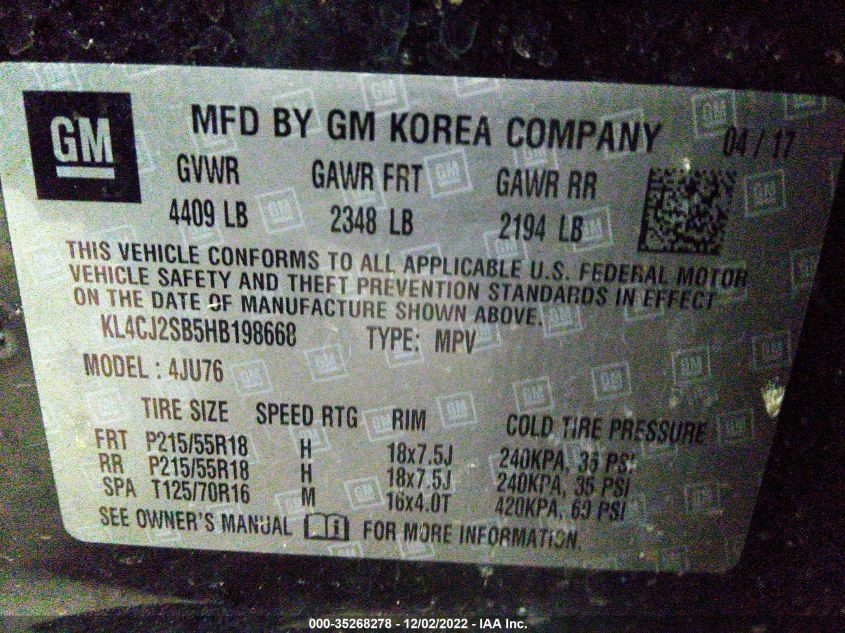 GM
MFD BY GM KOREA COMPANY 04/17
GVWR GAWR FRT GAWR RR
4409 LB 2348 LB 2194 LB
THIS VEHICLE CONFORMS TO ALL APPLICABLE U.S. FEDERAL MOTOR
VEHICLE SAFETY AND THEFT PREVENTION STANDARDS IN EFFECT
ON THE DATE OF MANUFACTURE SHOWN ABOVE.
KL4CJ2SB5HB198668 TYPE: MPV
MODEL: 4JU76
TIRE SIZE SPEED RTG RIM COLD TIRE PRESSURE
FRT P215/55R18 H 18x7.5J 240KPA, 35 PSI
RR P215/55R18 H 18x7.5J 240KPA, 35 PSI
SPA T125/70R16 M 16x4.0T 420KPA, 60 PSI
SEE OWNER'S MANUAL FOR MORE INFORMATION.
000-35268278 - 12/02/2022 - IAA Inc.